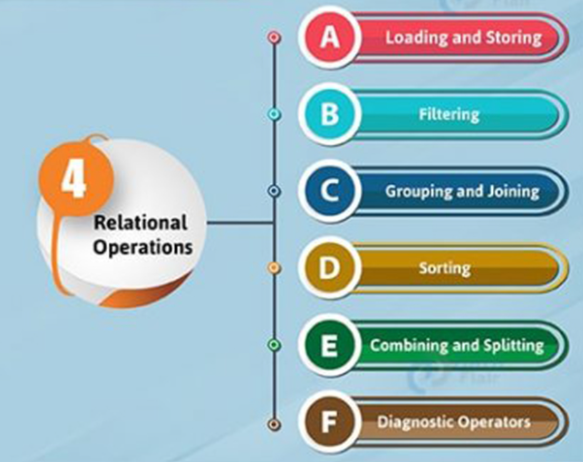 4
Relational
Operations
A Loading and Storing
B Filtering
C Grouping and Joining
D Sorting
E Combining and Splitting
F Diagnostic Operators